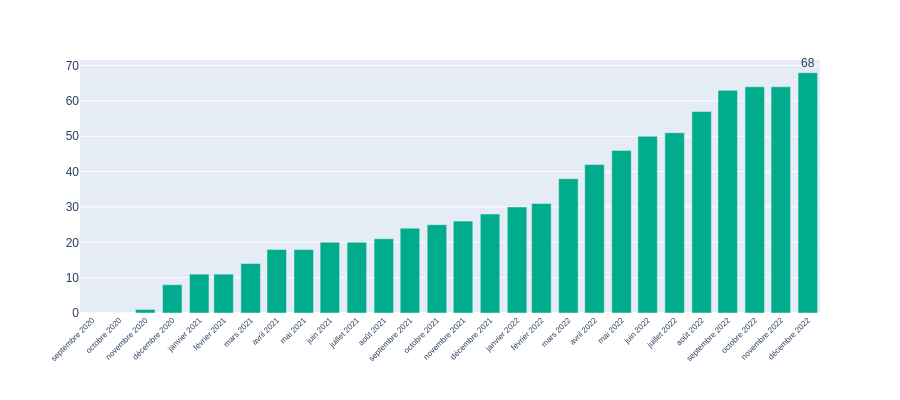 68
70
60
50
40
30
20
10
0
septembre 2020
octobre 2020
novembre 2020
décembre 2020
janvier 2021
février 2021
mars 2021
avril 2021
mai 2021
juin 2021
juillet 2021
août 2021
septembre 2021
octobre 2021
novembre 2021
décembre 2021
janvier 2022
février 2022
mars 2022
avril 2022
mai 2022
juin 2022
juillet 2022
août 2022
septembre 2022
octobre 2022
novembre 2022
décembre 2022